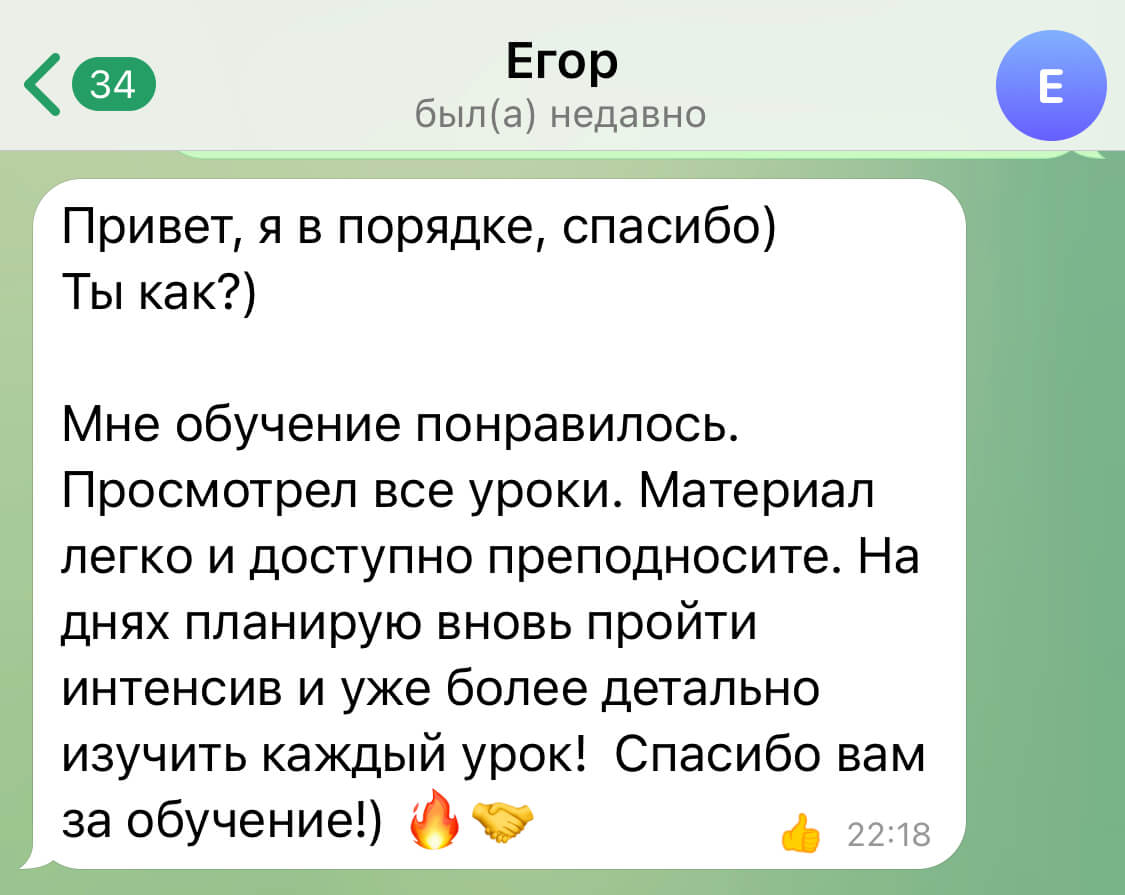 34
Егор
был(а) недавно
Е
Привет, я в порядке, спасибо)
Ты как?)
Мне обучение понравилось.
Просмотрел все уроки. Материал
легко и доступно преподносите. На
днях планирую вновь пройти
интенсив и уже более детально
изучить каждый урок!  Спасибо вам
за обучение!) 🔥🤝
👍 22:18